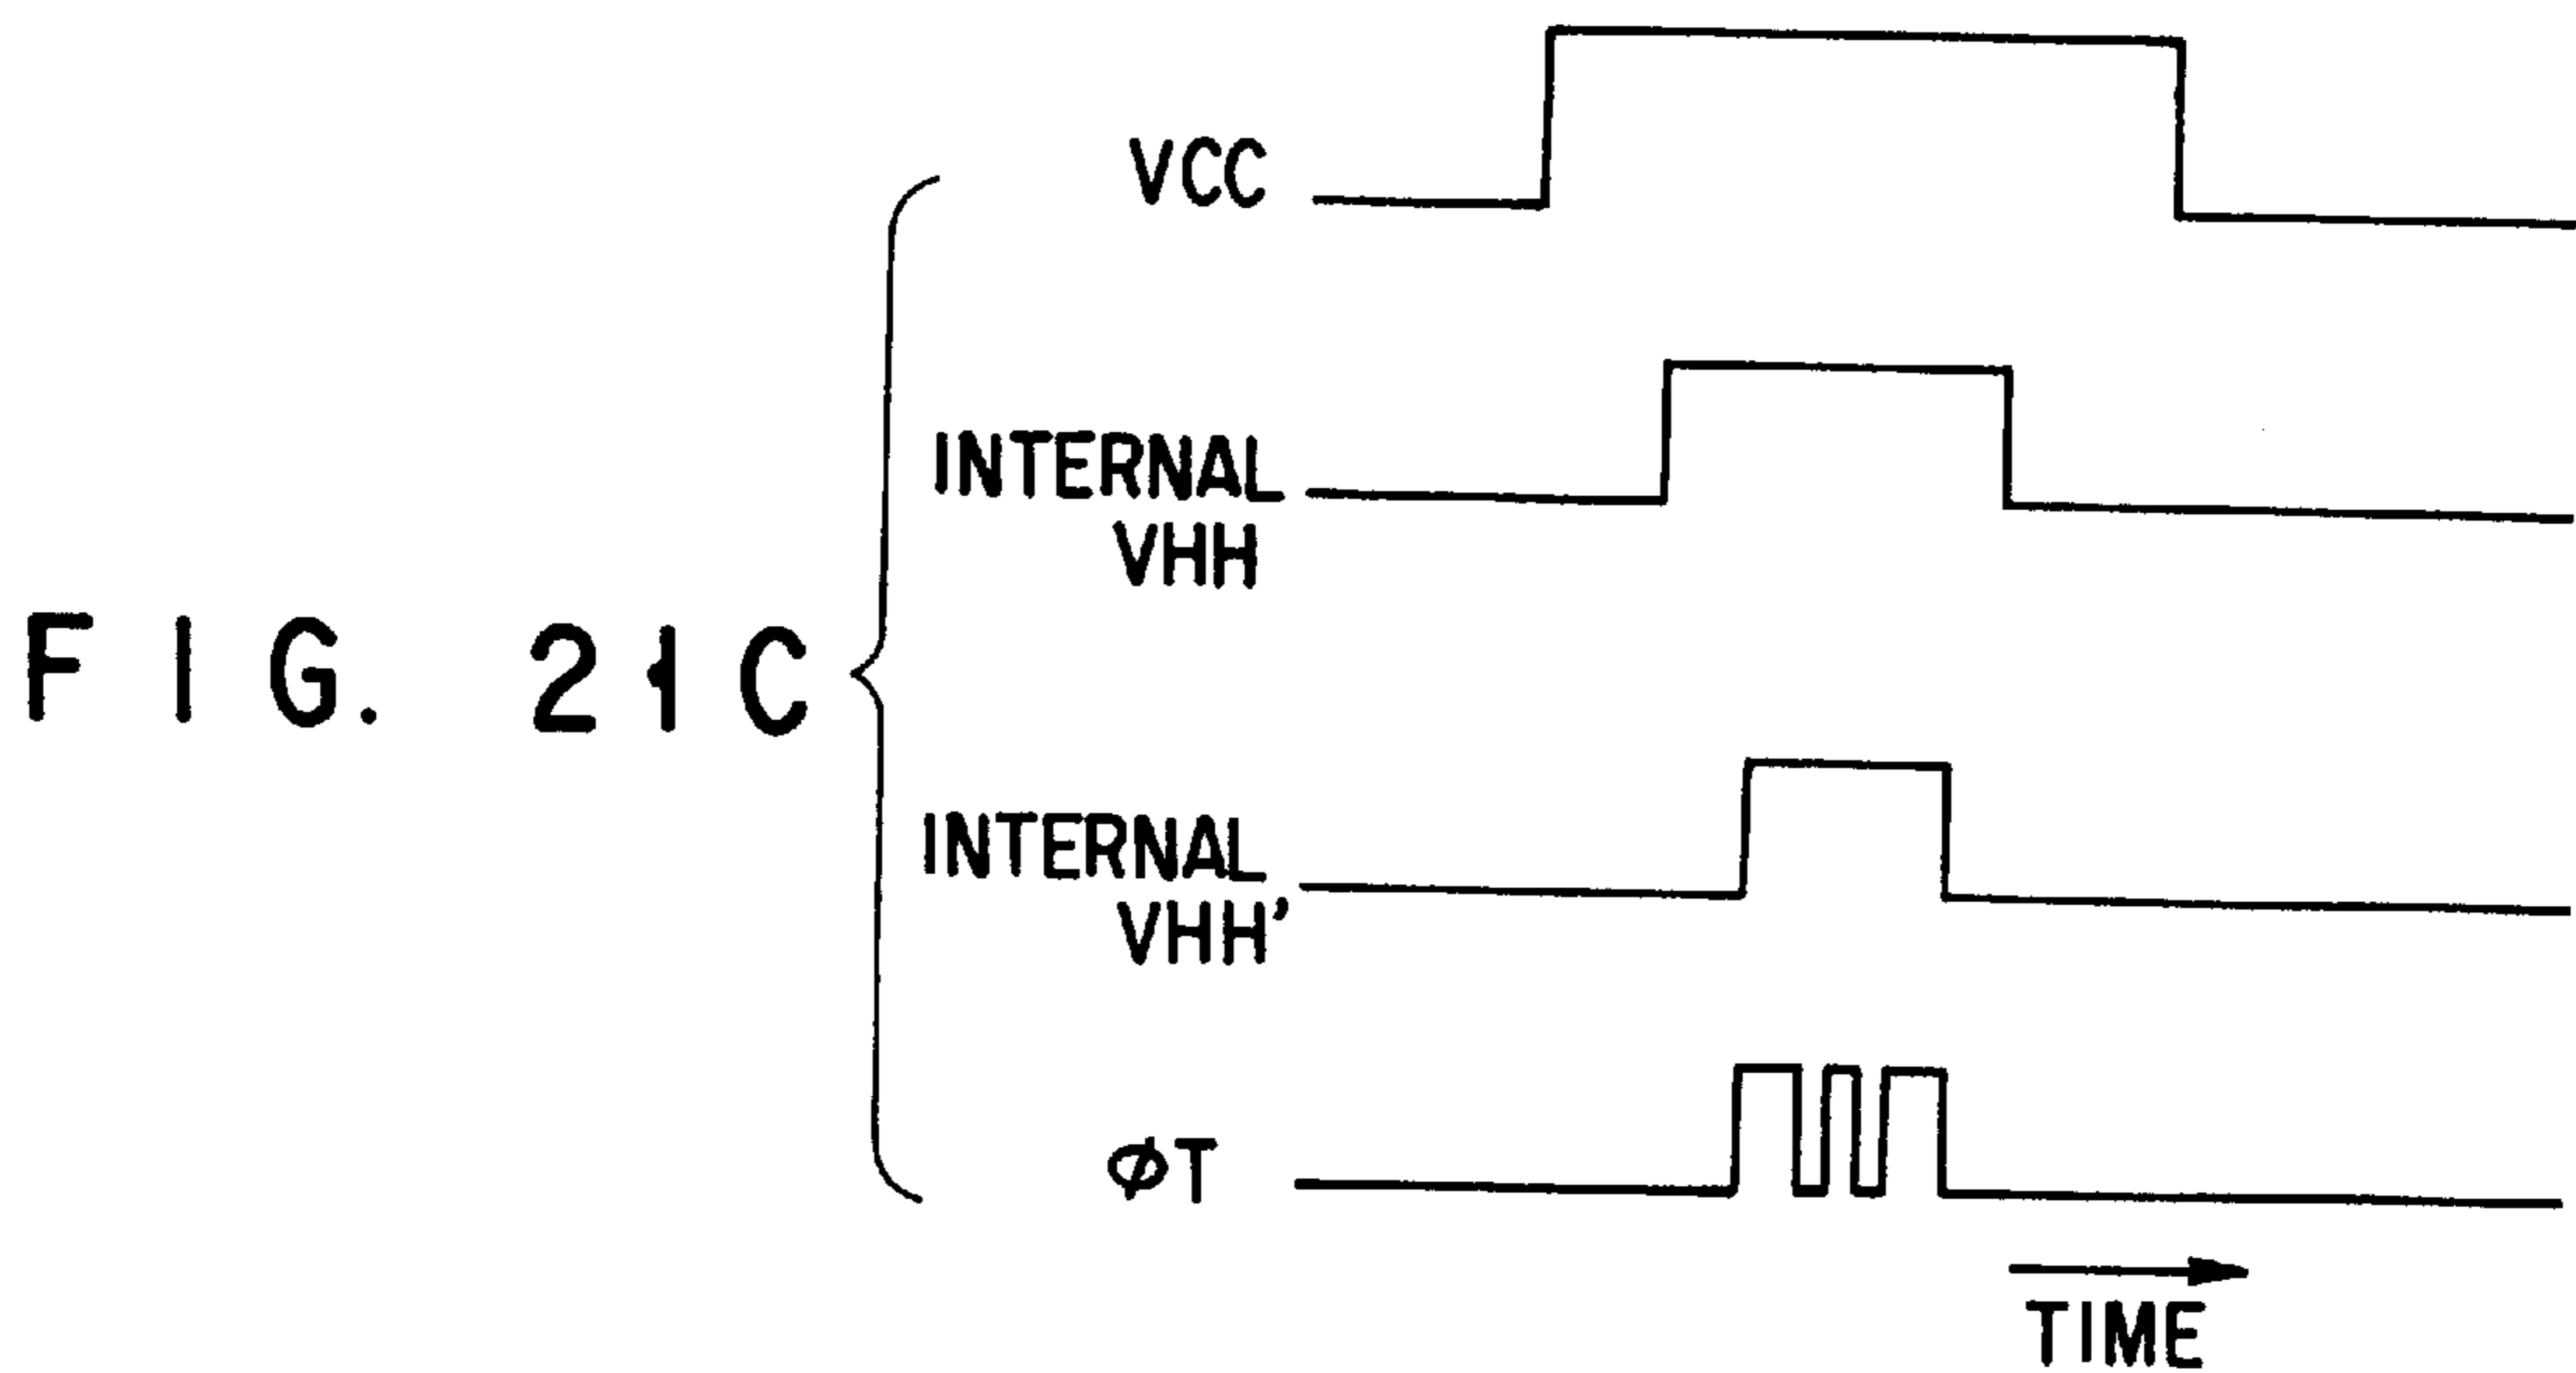 FIG. 21C
VCC
INTERNAL
VHH
INTERNAL
VHH'
φT
TIME